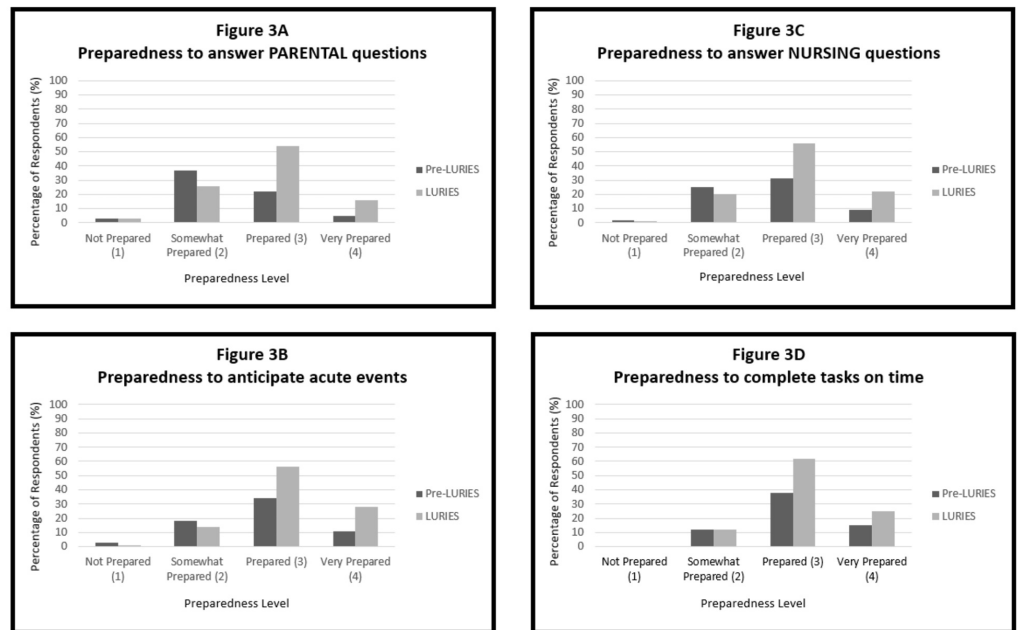 Figure 3A
Preparedness to answer PARENTAL questions
Percentage of Respondents (%)
100
90
80
70
60
50
40
30
20
10
0
Not Prepared (1)
Somewhat Prepared (2)
Prepared (3)
Very Prepared (4)
Preparedness Level
Pre-LURIES
LURIES
Figure 3C
Preparedness to answer NURSING questions
Percentage of Respondents (%)
100
90
80
70
60
50
40
30
20
10
0
Not Prepared (1)
Somewhat Prepared (2)
Prepared (3)
Very Prepared (4)
Preparedness Level
Pre-LURIES
LURIES
Figure 3B
Preparedness to anticipate acute events
Percentage of Respondents (%)
100
90
80
70
60
50
40
30
20
10
0
Not Prepared (1)
Somewhat Prepared (2)
Prepared (3)
Very Prepared (4)
Preparedness Level
Pre-LURIES
LURIES
Figure 3D
Preparedness to complete tasks on time
Percentage of Respondents (%)
100
90
80
70
60
50
40
30
20
10
0
Not Prepared (1)
Somewhat Prepared (2)
Prepared (3)
Very Prepared (4)
Preparedness Level
Pre-LURIES
LURIES